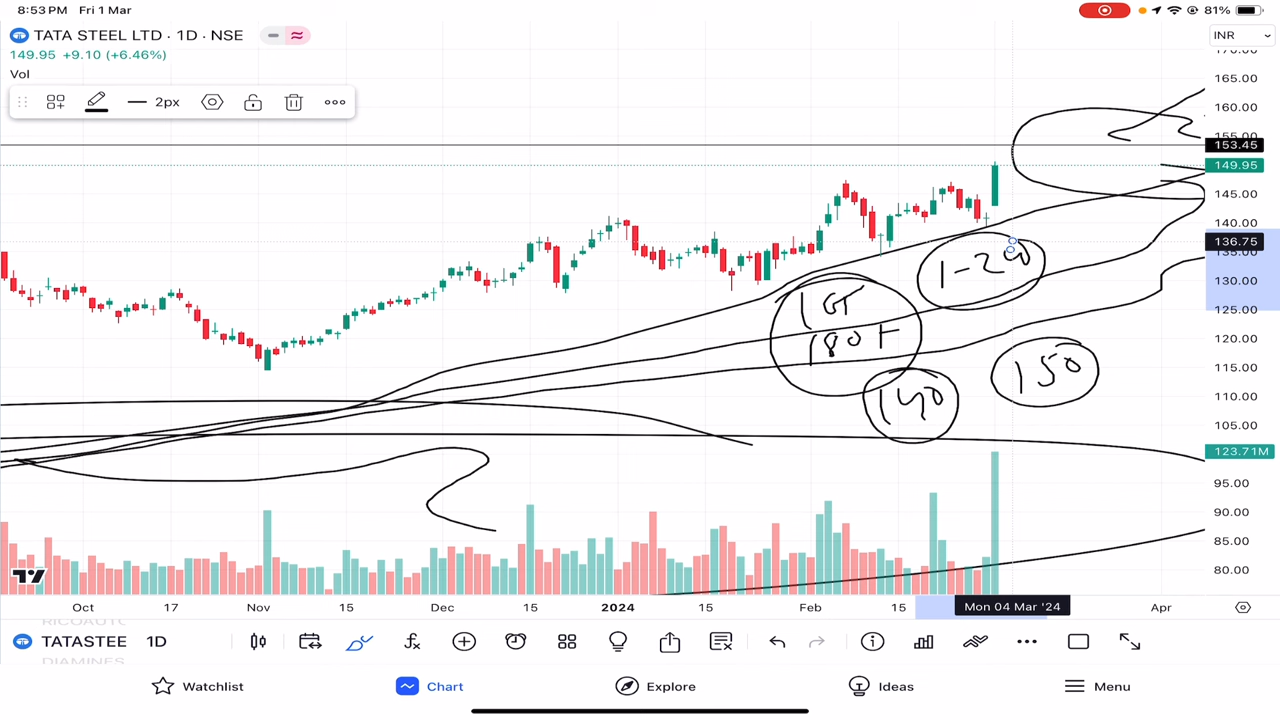 8:53 PM Fri 1 Mar
81%
TATA STEEL LTD · 1D · NSE
INR
149.95 +9.10 (+6.46%)
Vol
2px
170.00
165.00
160.00
155.00
153.45
149.95
145.00
140.00
136.75
135.00
130.00
125.00
120.00
115.00
110.00
105.00
123.71M
95.00
90.00
85.00
80.00
1-2
180+
140
150
Oct 17 Nov 15 Dec 15 2024 15 Feb 15 Mon 04 Mar '24 Apr
RICOAUTO
TATASTEE 1D
DIAMINES
Watchlist Chart Explore Ideas Menu